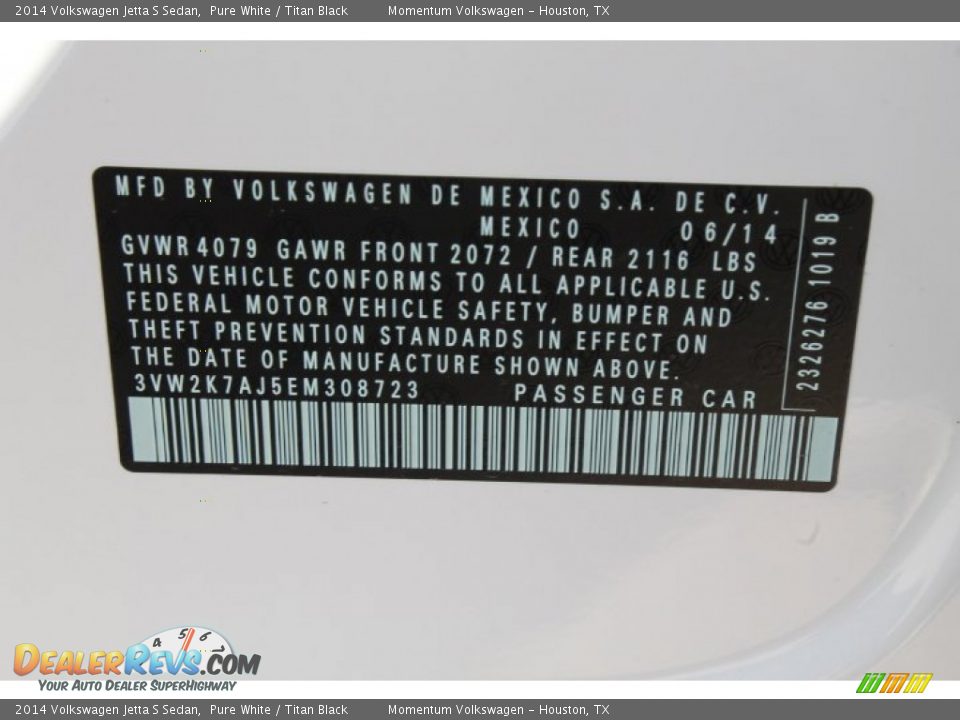 2014 Volkswagen Jetta S Sedan, Pure White / Titan Black Momentum Volkswagen - Houston, TX
MFD BY VOLKSWAGEN DE MEXICO S.A. DE C.V.
MEXICO 06/14
GVWR 4079 GAWR FRONT 2072 / REAR 2116 LBS
THIS VEHICLE CONFORMS TO ALL APPLICABLE U.S.
FEDERAL MOTOR VEHICLE SAFETY, BUMPER AND
THEFT PREVENTION STANDARDS IN EFFECT ON
THE DATE OF MANUFACTURE SHOWN ABOVE.
3VW2K7AJ5EM308723 PASSENGER CAR
2326276 1019 B
4 5 6 7
DEALERREVS.COM
YOUR AUTO DEALER SUPERHIGHWAY
2014 Volkswagen Jetta S Sedan, Pure White / Titan Black Momentum Volkswagen - Houston, TX